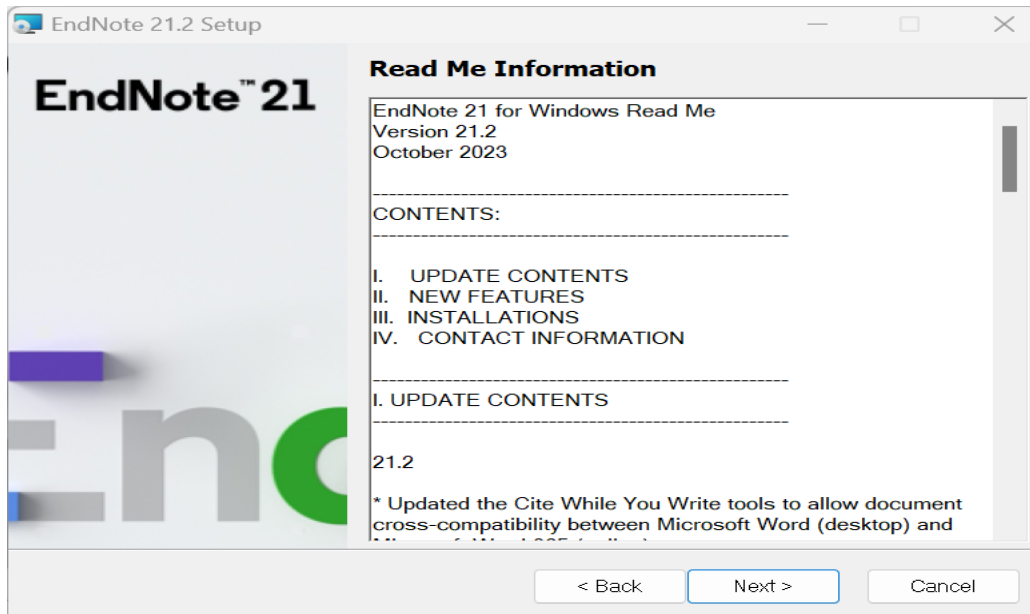 EndNote 21.2 Setup
EndNote™21
Read Me Information
EndNote 21 for Windows Read Me
Version 21.2
October 2023
----------------------------------------------------
CONTENTS:
----------------------------------------------------
I. UPDATE CONTENTS
II. NEW FEATURES
III. INSTALLATIONS
IV. CONTACT INFORMATION
----------------------------------------------------
I. UPDATE CONTENTS
----------------------------------------------------
21.2
* Updated the Cite While You Write tools to allow document
cross-compatibility between Microsoft Word (desktop) and
Enc
< Back
Next >
Cancel